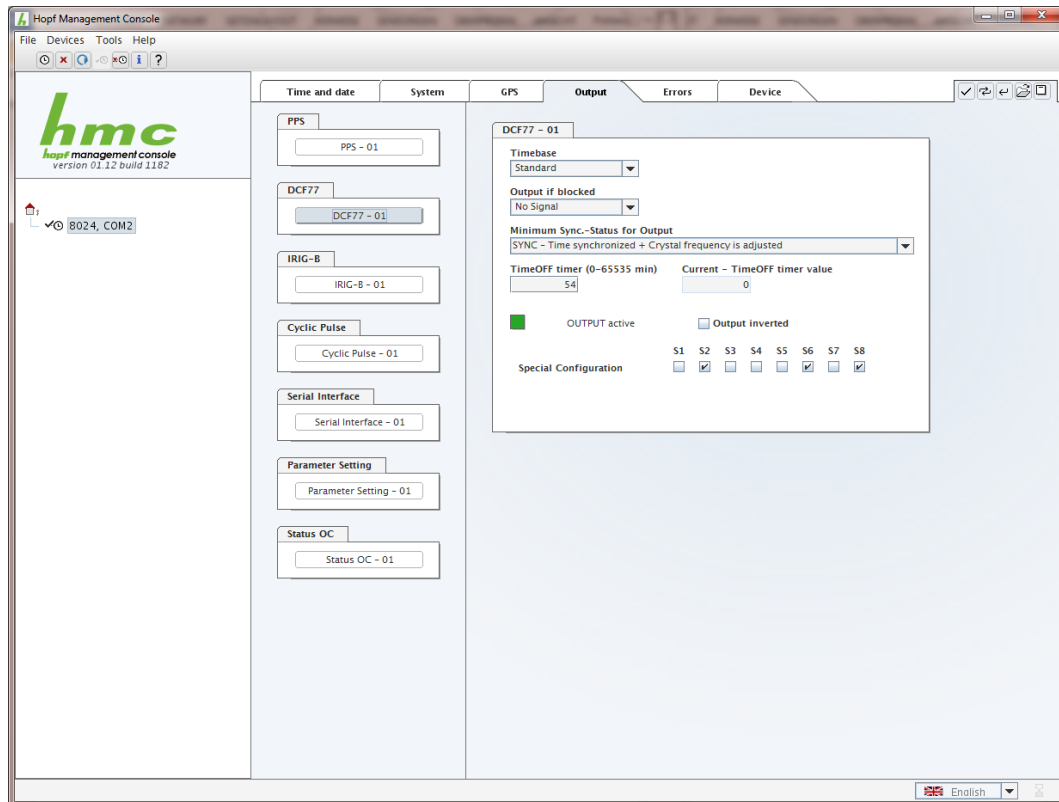 Hopf Management Console
File Devices Tools Help
hmc
hopf management console
version 01.12 build 1182
8024, COM2
Time and date System GPS Output Errors Device
PPS
PPS - 01
DCF77
DCF77 - 01
IRIG-B
IRIG-B - 01
Cyclic Pulse
Cyclic Pulse - 01
Serial Interface
Serial Interface - 01
Parameter Setting
Parameter Setting - 01
Status OC
Status OC - 01
DCF77 - 01
Timebase
Standard
Output if blocked
No Signal
Minimum Sync.-Status for Output
SYNC - Time synchronized + Crystal frequency is adjusted
TimeOFF timer (0-65535 min) Current - TimeOFF timer value
54 0
OUTPUT active Output inverted
S1 S2 S3 S4 S5 S6 S7 S8
Special Configuration
English